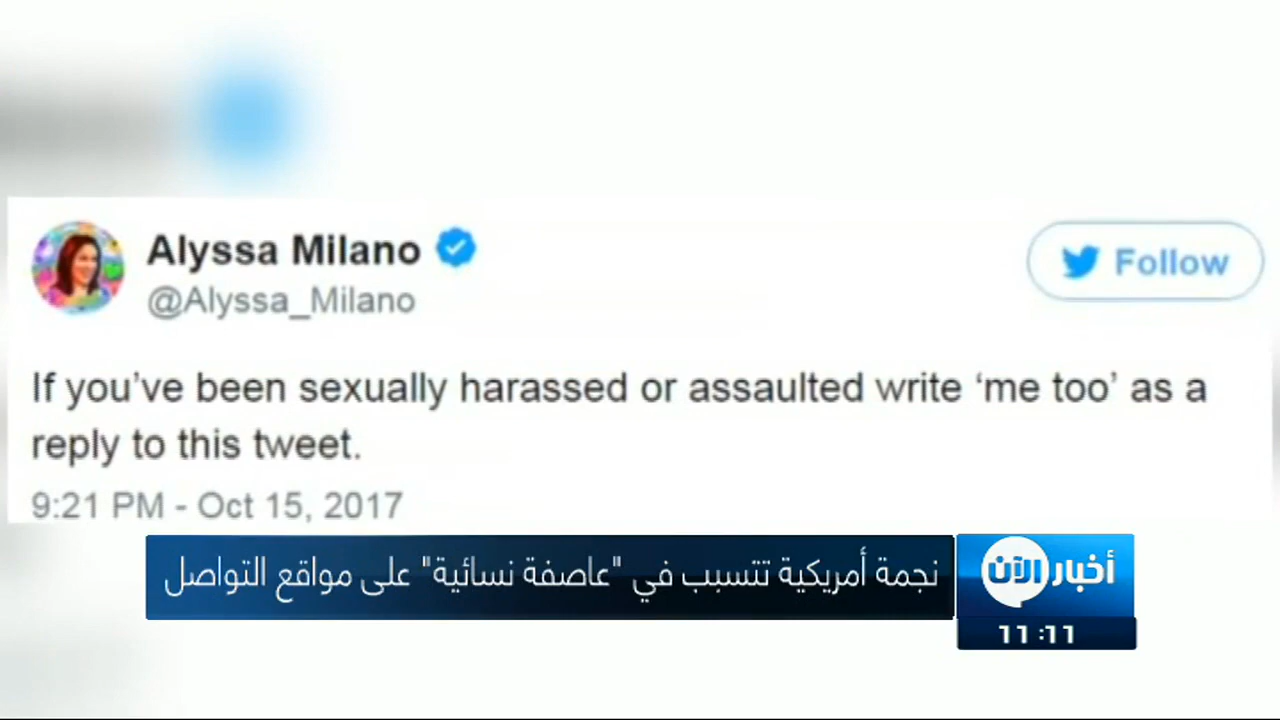 Alyssa Milano
@Alyssa_Milano
Follow
If you’ve been sexually harassed or assaulted write ‘me too’ as a
reply to this tweet.
9:21 PM - Oct 15, 2017
نجمة أمريكية تتسبب في "عاصفة نسائية" على مواقع التواصل
أخبار الآن
11:11